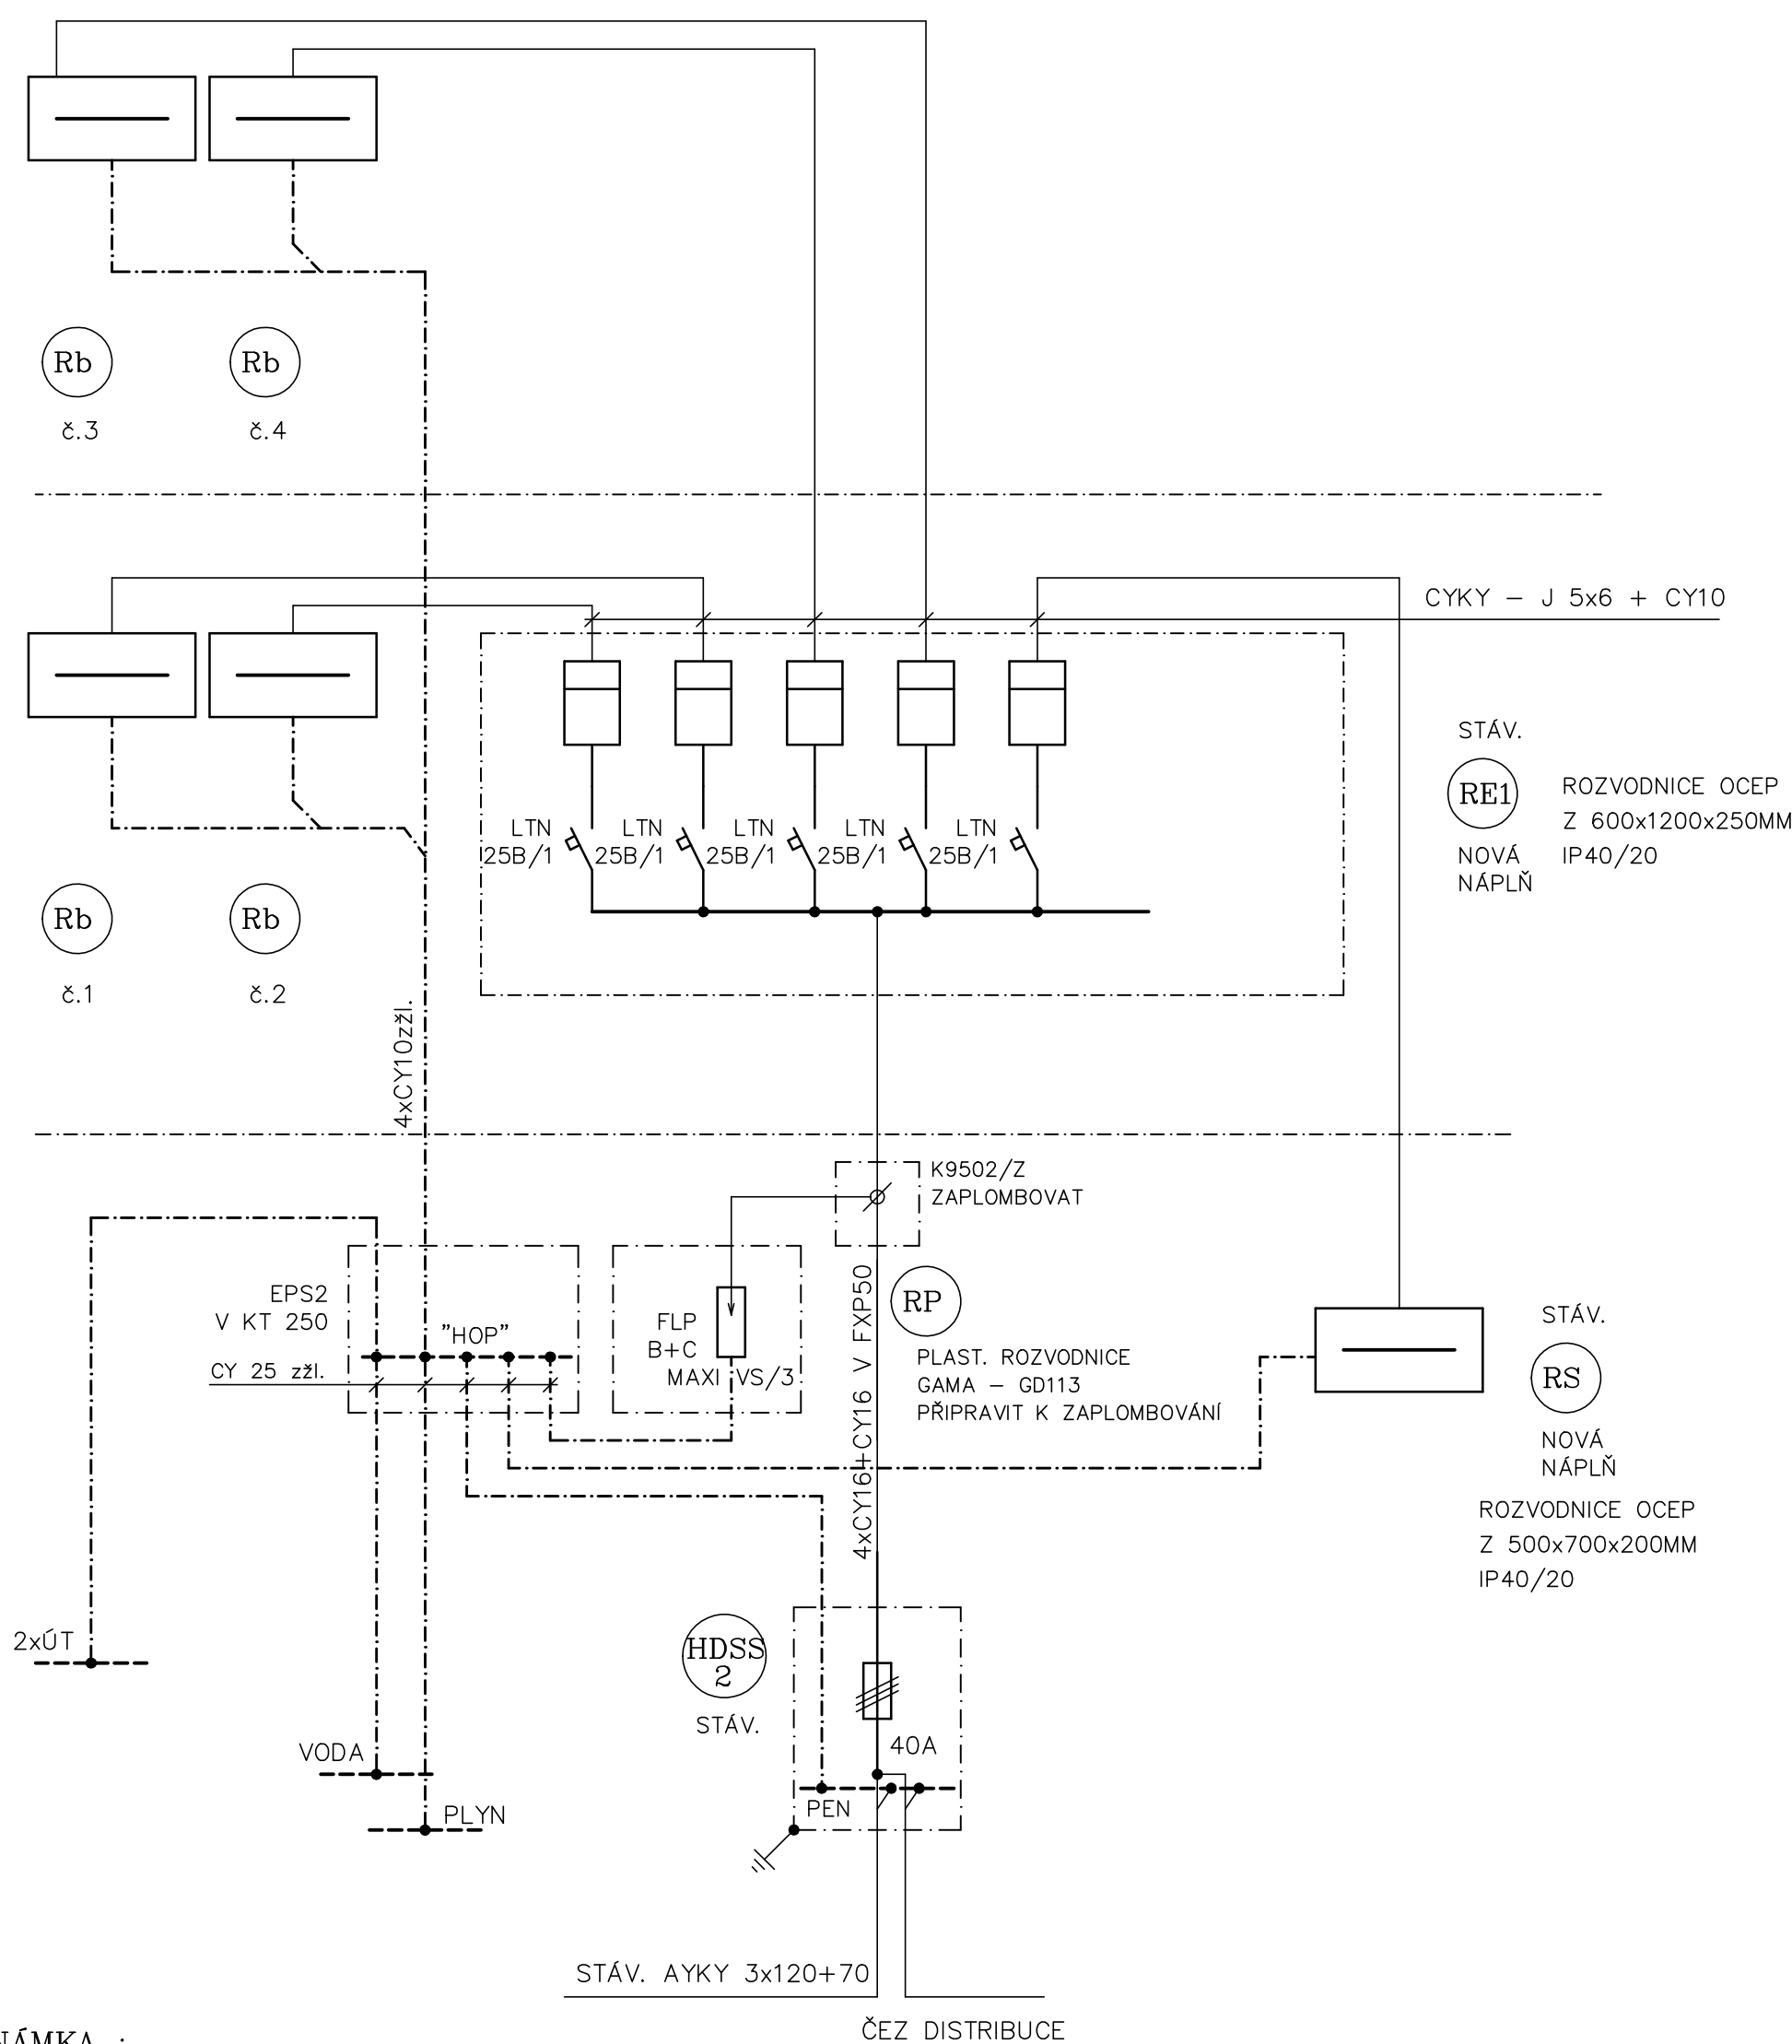 Rb
Rb
č.3
č.4
CYKY – J 5x6 + CY10
STÁV.
RE1
ROZVODNICE OCEP
Z 600x1200x250MM
IP40/20
NOVÁ
NÁPLŇ
LTN
25B/1
LTN
25B/1
LTN
25B/1
LTN
25B/1
LTN
25B/1
Rb
Rb
č.1
č.2
4xCY10zžl.
K9502/Z
ZAPLOMBOVAT
EPS2
V KT 250
"HOP"
CY 25 zžl.
FLP
B+C
MAXI VS/3
4xCY16+CY16 V FXP50
RP
PLAST. ROZVODNICE
GAMA – GD113
PŘIPRAVIT K ZAPLOMBOVÁNÍ
STÁV.
RS
NOVÁ
NÁPLŇ
ROZVODNICE OCEP
Z 500x700x200MM
IP40/20
2xÚT
HDSS
2
STÁV.
40A
VODA
PEN
PLYN
STÁV. AYKY 3x120+70
ČEZ DISTRIBUCE